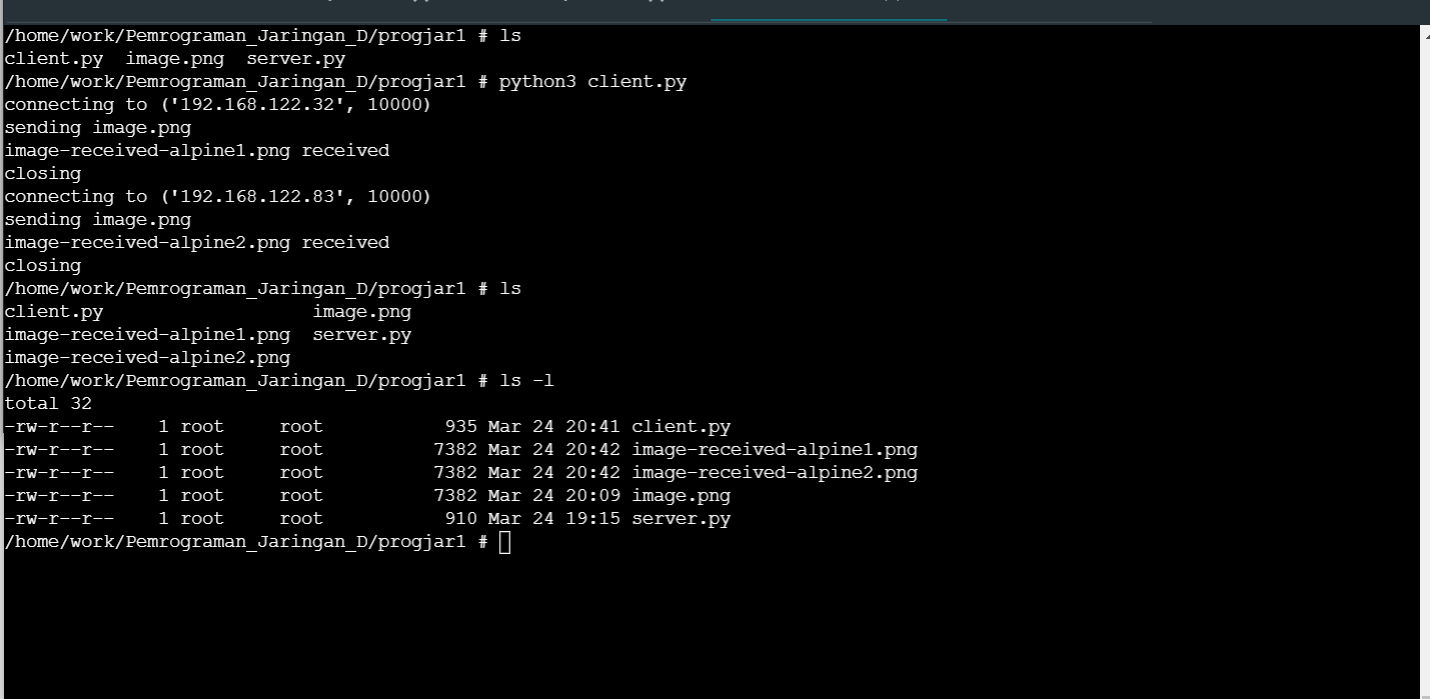 /home/work/Pemrograman_Jaringan_D/progjar1 # ls
client.py  image.png  server.py
/home/work/Pemrograman_Jaringan_D/progjar1 # python3 client.py
connecting to ('192.168.122.32', 10000)
sending image.png
image-received-alpine1.png received
closing
connecting to ('192.168.122.83', 10000)
sending image.png
image-received-alpine2.png received
closing
/home/work/Pemrograman_Jaringan_D/progjar1 # ls
client.py                   image.png
image-received-alpine1.png  server.py
image-received-alpine2.png
/home/work/Pemrograman_Jaringan_D/progjar1 # ls -l
total 32
-rw-r--r--    1 root     root           935 Mar 24 20:41 client.py
-rw-r--r--    1 root     root          7382 Mar 24 20:42 image-received-alpine1.png
-rw-r--r--    1 root     root          7382 Mar 24 20:42 image-received-alpine2.png
-rw-r--r--    1 root     root          7382 Mar 24 20:09 image.png
-rw-r--r--    1 root     root           910 Mar 24 19:15 server.py
/home/work/Pemrograman_Jaringan_D/progjar1 #